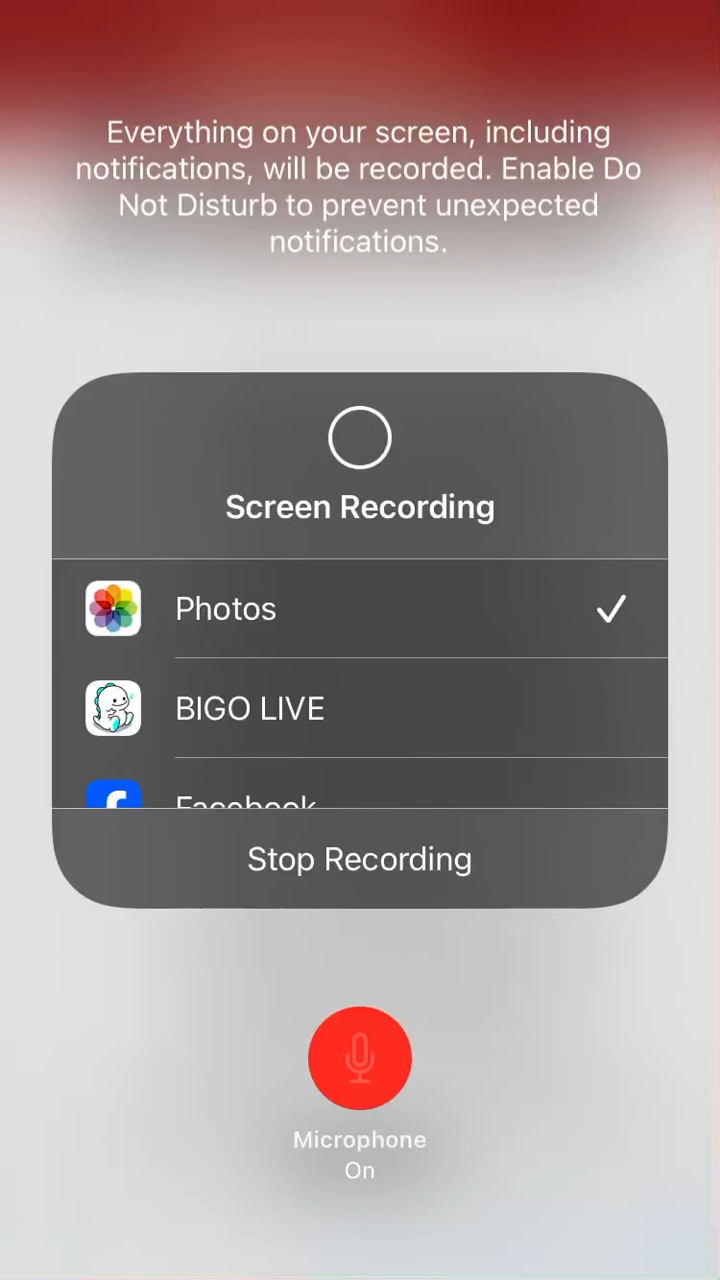 Everything on your screen, including
notifications, will be recorded. Enable Do
Not Disturb to prevent unexpected
notifications.
Screen Recording
Photos
BIGO LIVE
Facebook
Stop Recording
Microphone
On